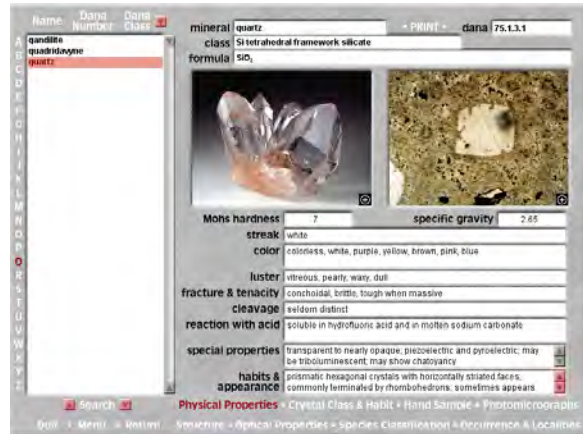 Name Dana Number Dana Class
mineral quartz • PRINT • dana 75.1.3.1
class Si tetrahedral framework silicate
formula SiO₂
qandilite
quadridavyne
quartz
A
B
C
D
E
F
G
H
I
J
K
L
M
N
O
P
Q
R
S
T
U
V
W
X
Y
Z
Mohs hardness 7 specific gravity 2.65
streak white
color colorless, white, purple, yellow, brown, pink, blue
luster vitreous, pearly, waxy, dull
fracture & tenacity conchoidal, brittle, tough when massive
cleavage seldom distinct
reaction with acid soluble in hydrofluoric acid and in molten sodium carbonate
special properties transparent to nearly opaque; piezoelectric and pyroelectric; may
be triboluminescent; may show chatoyancy
habits & appearance prismatic hexagonal crystals with horizontally striated faces,
commonly terminated by rhombohedrons; sometimes appears
Search
Physical Properties • Crystal Class & Habit • Hand Sample • Photomicrographs
Quit • Menu • Return Structure • Optical Properties • Species Classification • Occurrence & Localities